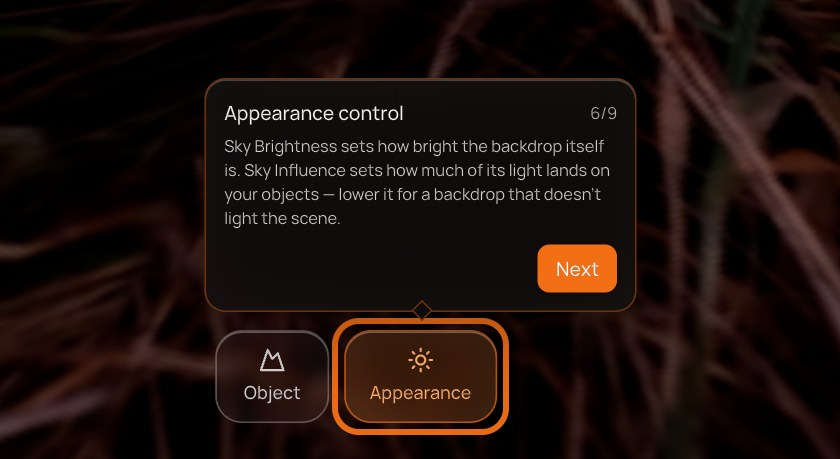 Appearance control
6/9
Sky Brightness sets how bright the backdrop itself
is. Sky Influence sets how much of its light lands on
your objects — lower it for a backdrop that doesn't
light the scene.
Next
Object
Appearance